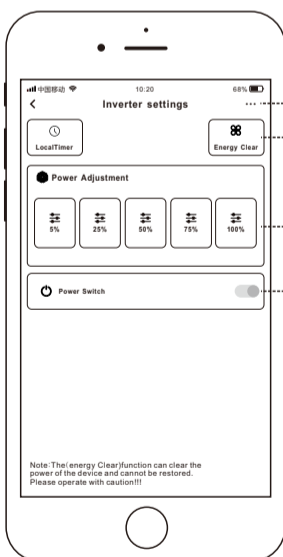 中国移动 10:20 68%
Inverter settings
LocalTimer Energy Clear
Power Adjustment
5% 25% 50% 75% 100%
Power Switch
Note:The(energy Clear)function can clear the
power of the device and cannot be restored.
Please operate with caution!!!